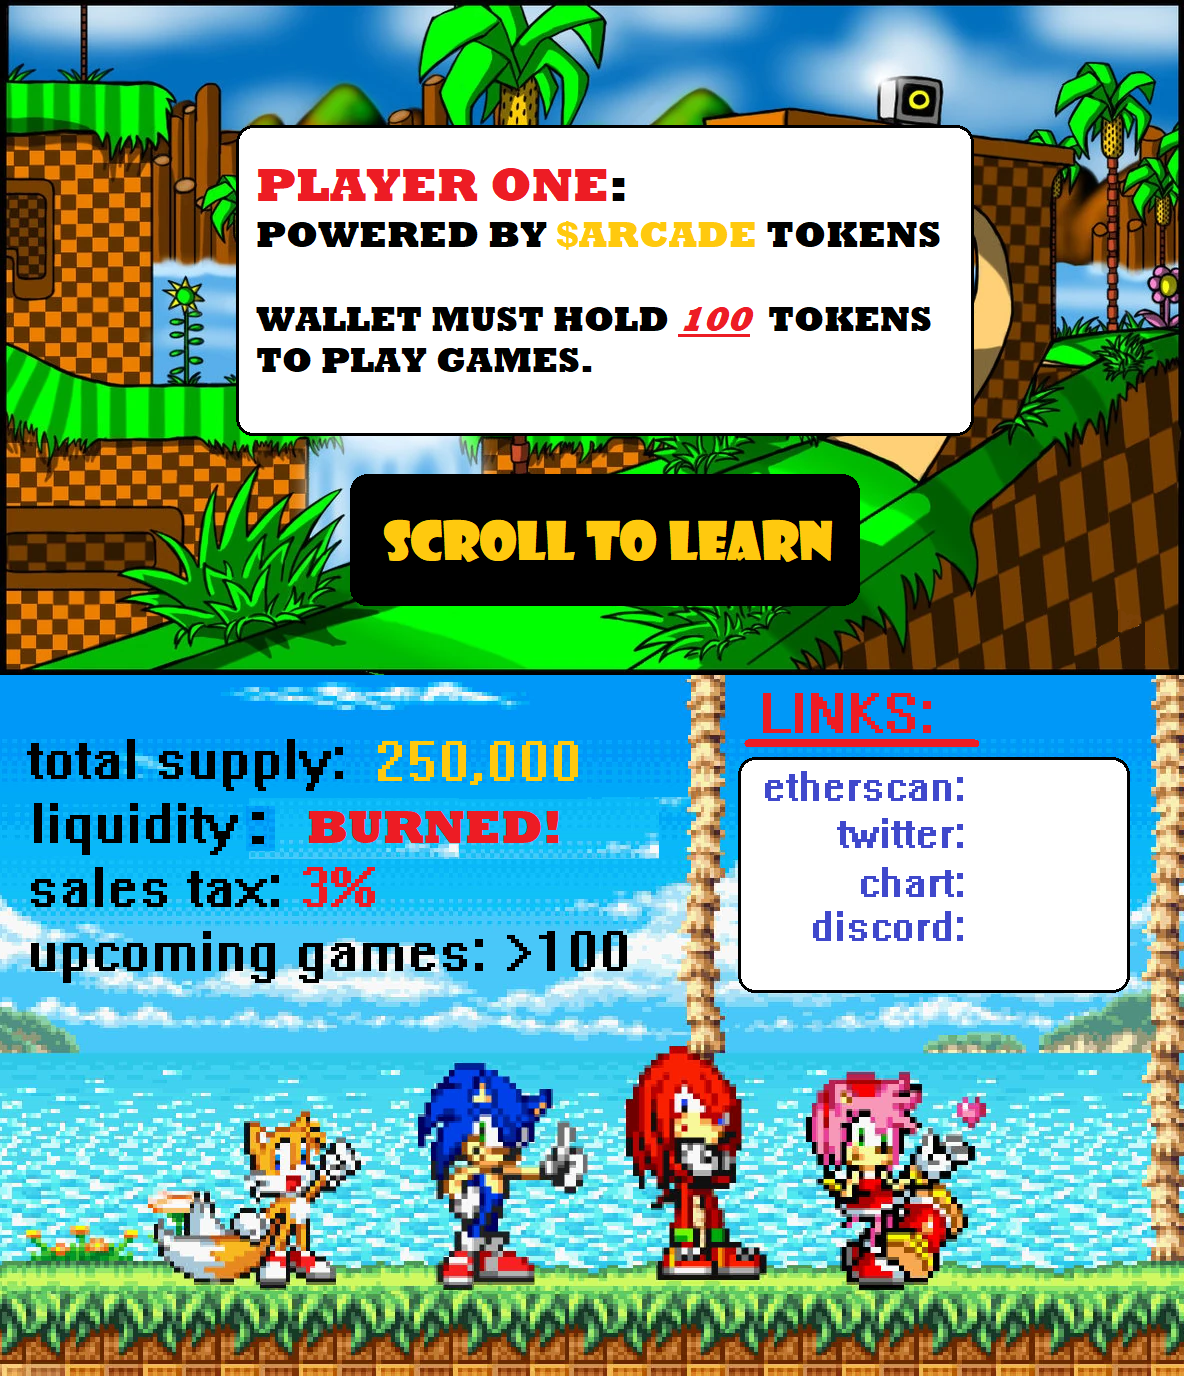 PLAYER ONE:
POWERED BY $ARCADE TOKENS
WALLET MUST HOLD 100 TOKENS
TO PLAY GAMES.
SCROLL TO LEARN
total supply: 250,000
liquidity: BURNED!
sales tax: 3%
upcoming games: >100
LINKS:
etherscan:
twitter:
chart:
discord: